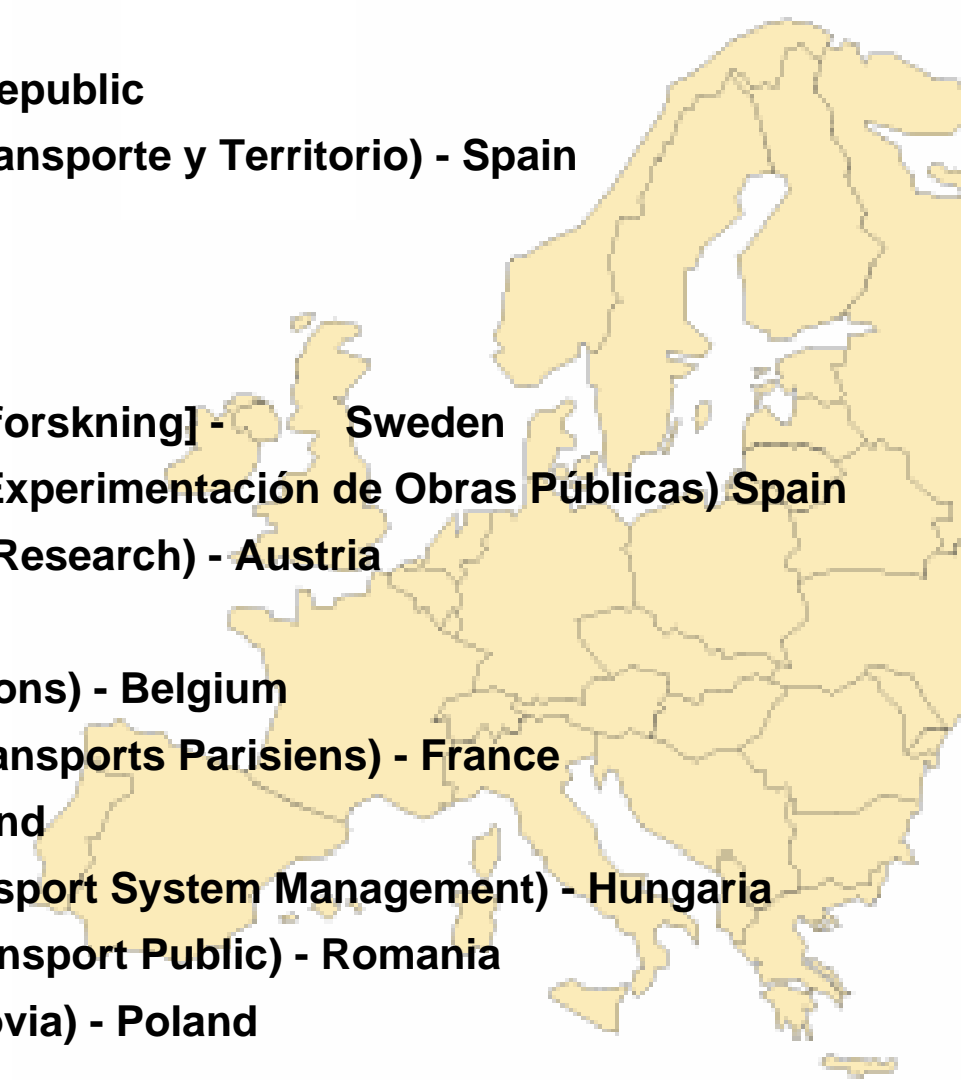 epublic
ansporte y Territorio) - Spain
forskning] - Sweden
Experimentación de Obras Públicas) Spain
Research) - Austria
ons) - Belgium
ansports Parisiens) - France
nd
sport System Management) - Hungaria
nsport Public) - Romania
ovia) - Poland